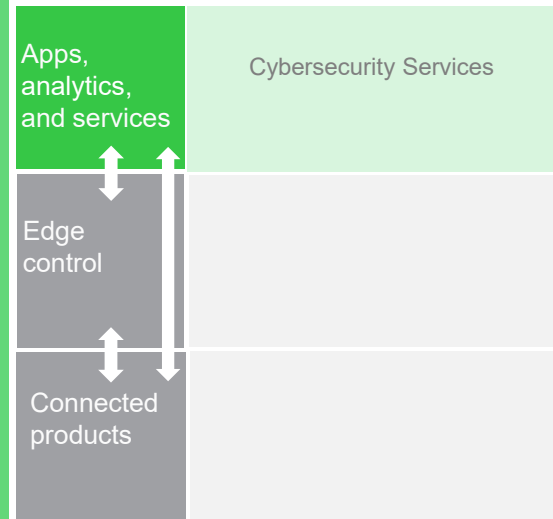 Apps,
analytics,
and services
Cybersecurity Services
Edge
control
Connected
products